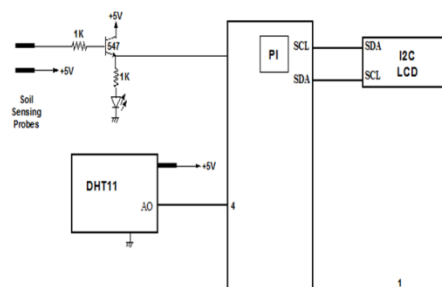 +5V
1K
547
+5V
1K
Soil
Sensing
Probes
PI
SCL
SDA
SDA
SCL
I2C
LCD
DHT11
+5V
AO
4
1